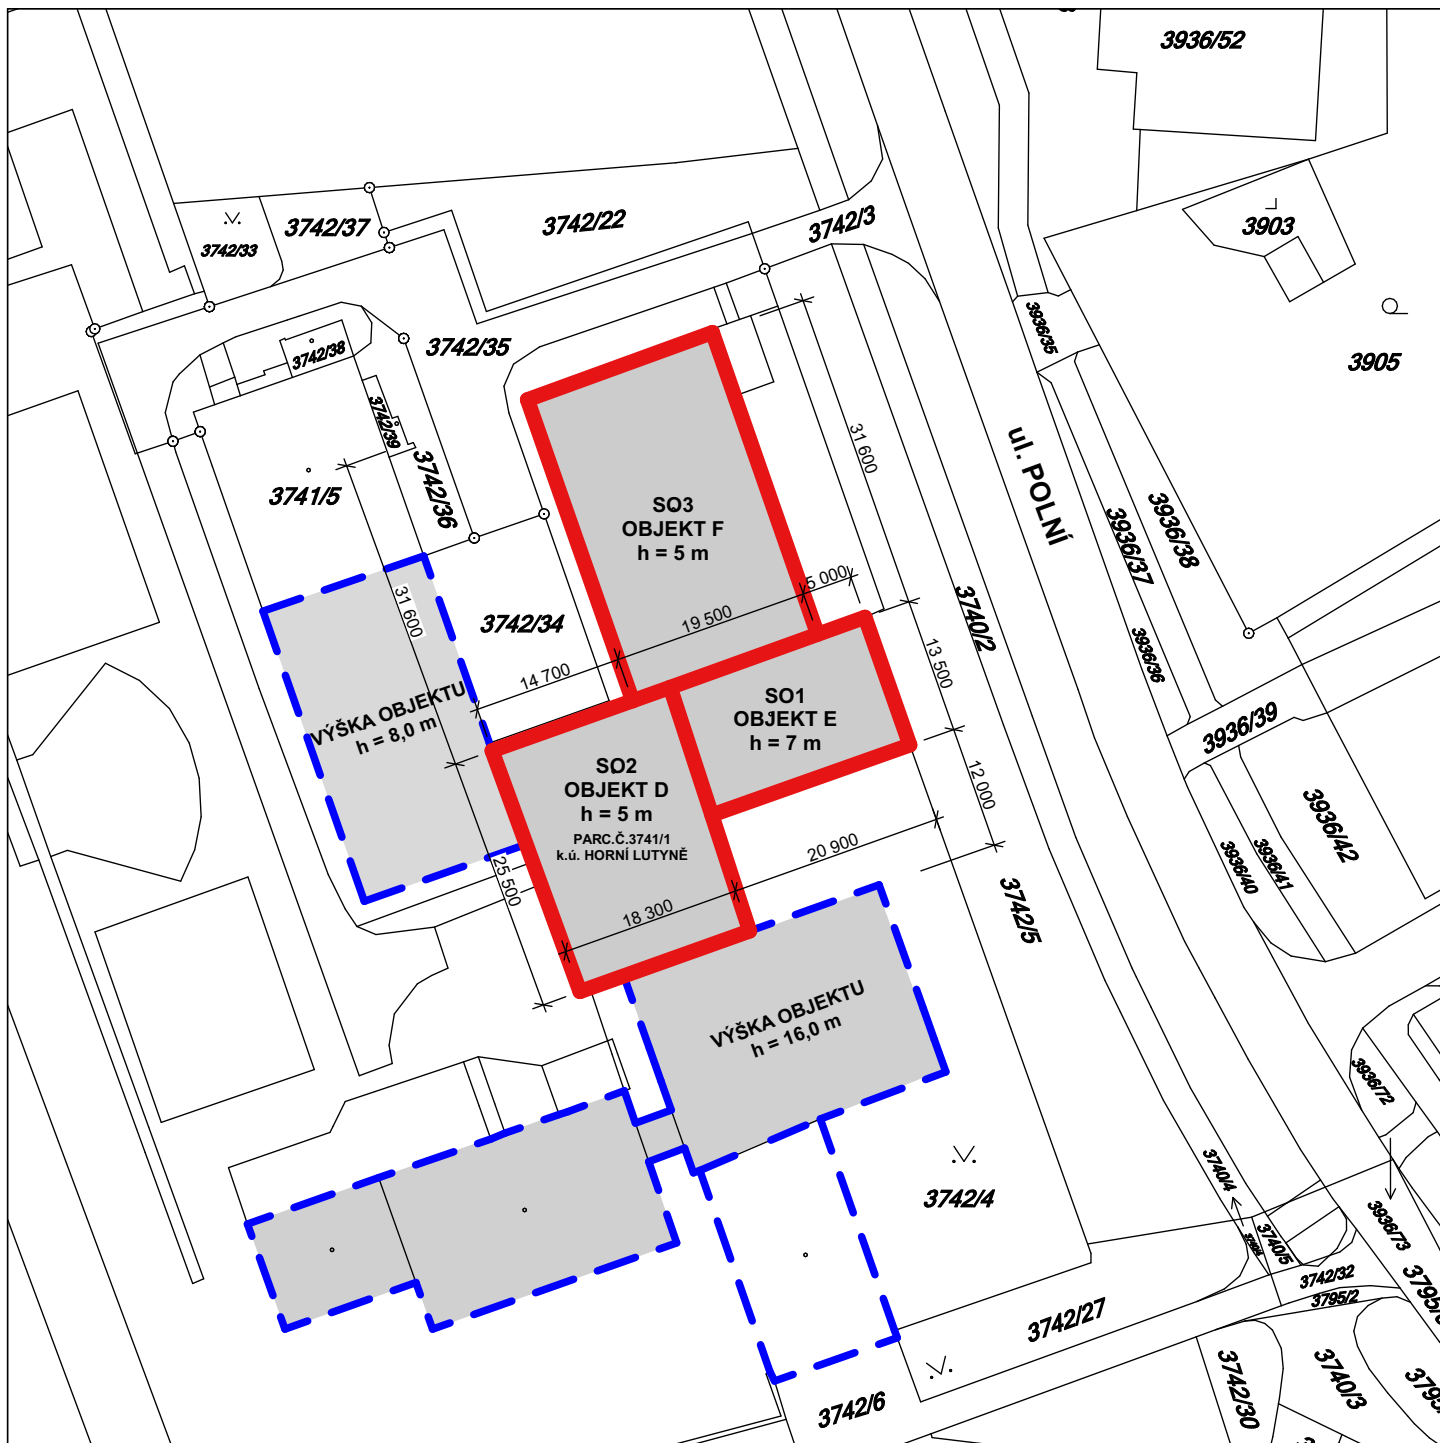 3936/52
3742/37
3742/22
3742/3
3742/33
3903
3936/35
3742/38
3742/35
3905
3742/39
31 600
ul. POLNÍ
3741/5
3742/36
SO3
OBJEKT F
h = 5 m
3936/37
3936/38
31 600
5 000
19 500
3742/34
3740/2
13 500
3936/36
14 700
VÝŠKA OBJEKTU
h = 8,0 m
SO1
OBJEKT E
h = 7 m
3936/39
SO2
OBJEKT D
h = 5 m
PARC.Č.3741/1
k.ú. HORNÍ LUTYNĚ
12 000
20 900
3936/42
3936/40
3936/41
25 500
18 300
3742/5
VÝŠKA OBJEKTU
h = 16,0 m
3936/72
3740/4
3742/4
3936/73
3740/5
3742/32
3795/2
3742/27
3742/30
3740/3
3742/6